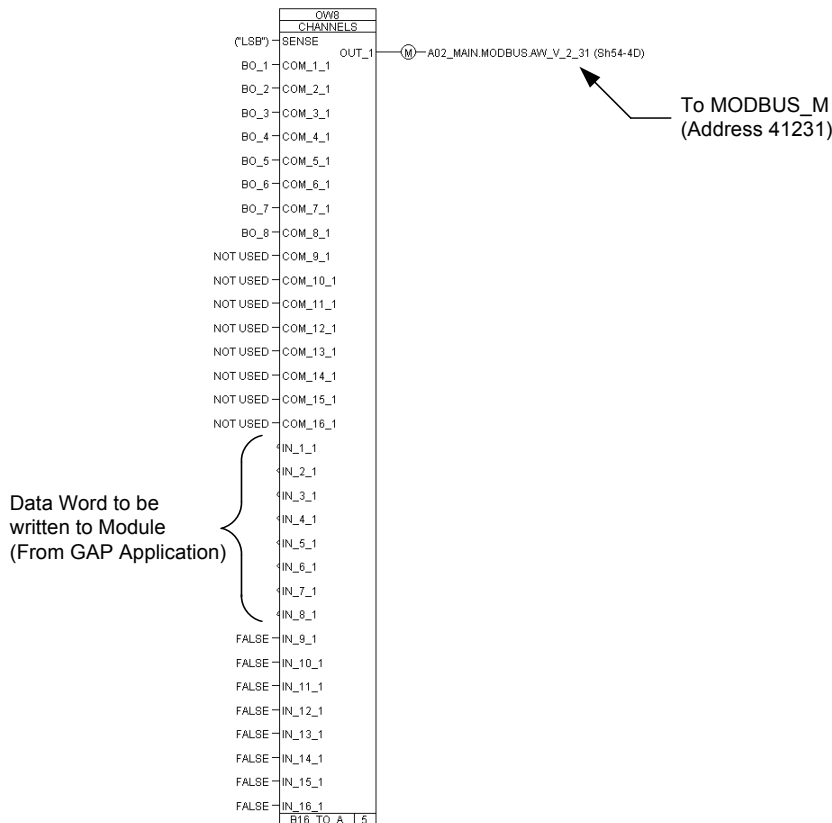 OW8
CHANNELS
("LSB") SENSE
OUT_1 M A02_MAIN.MODBUS.AW_V_2_31 (Sh54-4D)
BO_1 COM_1_1
BO_2 COM_2_1
BO_3 COM_3_1
BO_4 COM_4_1
BO_5 COM_5_1
BO_6 COM_6_1
BO_7 COM_7_1
BO_8 COM_8_1
NOT USED COM_9_1
NOT USED COM_10_1
NOT USED COM_11_1
NOT USED COM_12_1
NOT USED COM_13_1
NOT USED COM_14_1
NOT USED COM_15_1
NOT USED COM_16_1
IN_1_1
IN_2_1
IN_3_1
IN_4_1
IN_5_1
IN_6_1
IN_7_1
IN_8_1
FALSE IN_9_1
FALSE IN_10_1
FALSE IN_11_1
FALSE IN_12_1
FALSE IN_13_1
FALSE IN_14_1
FALSE IN_15_1
FALSE IN_16_1
B16_TO_A 5
To MODBUS_M
(Address 41231)
Data Word to be
written to Module
(From GAP Application)